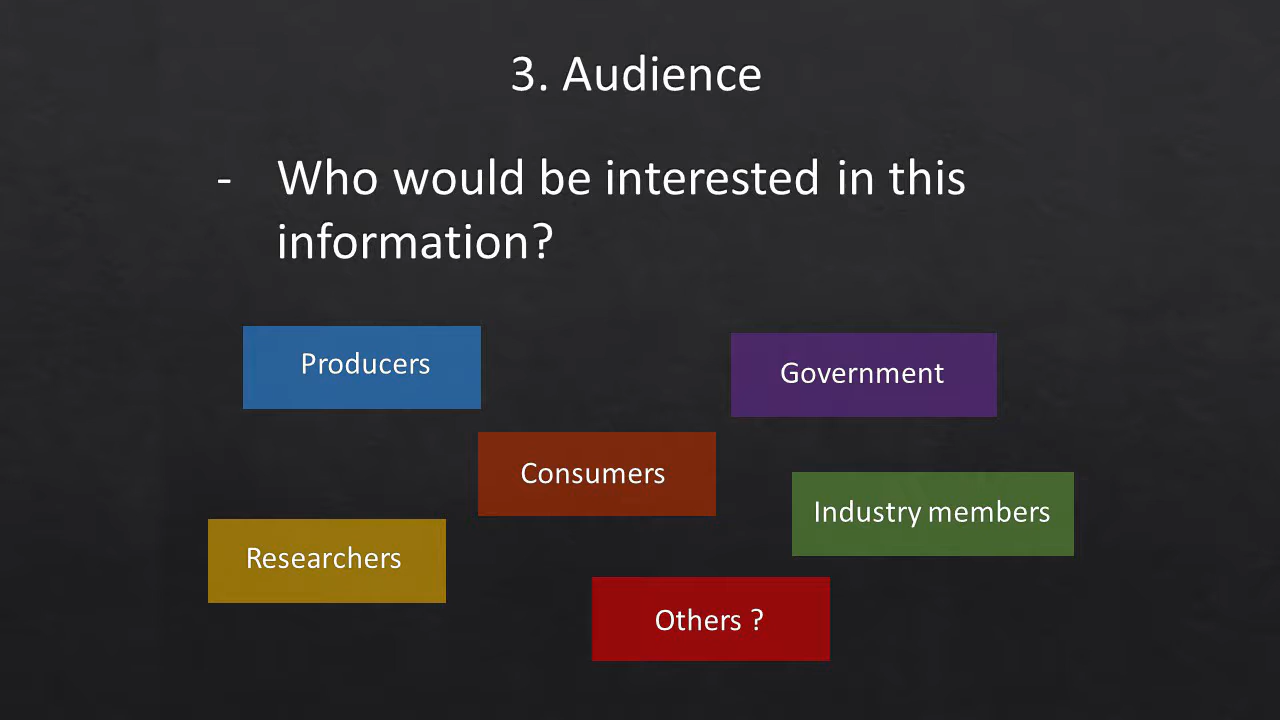 3. Audience
- Who would be interested in this
information?
Producers
Government
Consumers
Industry members
Researchers
Others ?